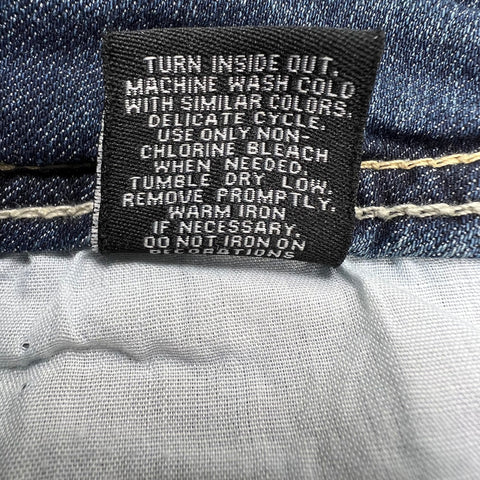 TURN INSIDE OUT.
MACHINE WASH COLD
WITH SIMILAR COLORS.
DELICATE CYCLE.
USE ONLY NON-
CHLORINE BLEACH
WHEN NEEDED.
TUMBLE DRY LOW.
REMOVE PROMPTLY.
WARM IRON
IF NECESSARY.
DO NOT IRON ON
DECORATIONS